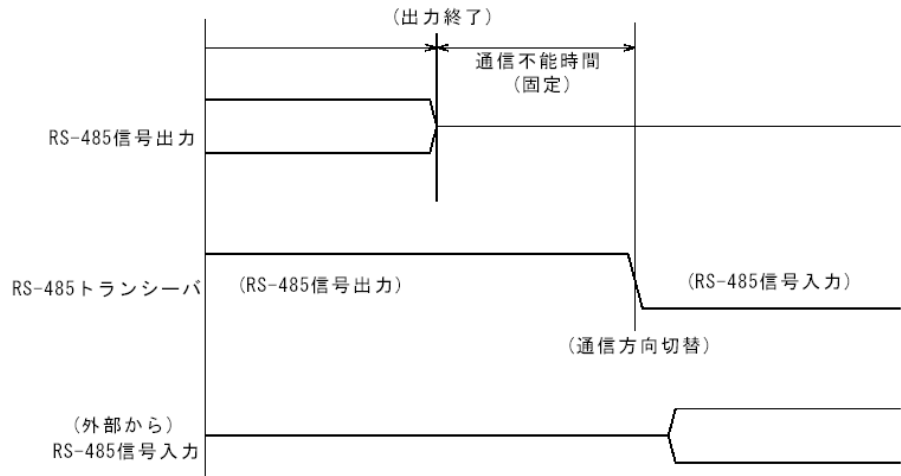 (出力終了)
通信不能時間
(固定)
RS-485信号出力
RS-485トランシーバ
(RS-485信号出力)
(RS-485信号入力)
(通信方向切替)
(外部から)
RS-485信号入力